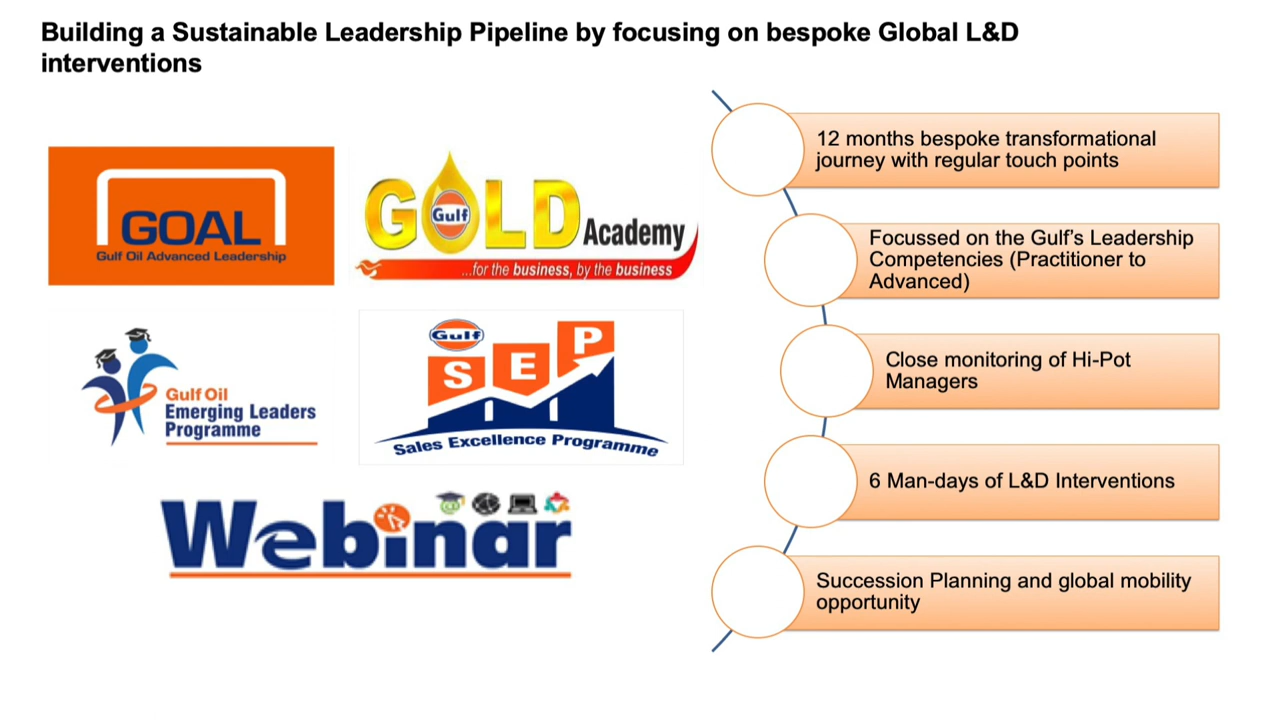 Building a Sustainable Leadership Pipeline by focusing on bespoke Global L&D
interventions
GOAL
Gulf Oil Advanced Leadership
GOLD Academy
Gulf
...for the business, by the business
Gulf Oil
Emerging Leaders
Programme
Gulf
SEP
Sales Excellence Programme
Webinar
12 months bespoke transformational
journey with regular touch points
Focussed on the Gulf's Leadership
Competencies (Practitioner to
Advanced)
Close monitoring of Hi-Pot
Managers
6 Man-days of L&D Interventions
Succession Planning and global mobility
opportunity